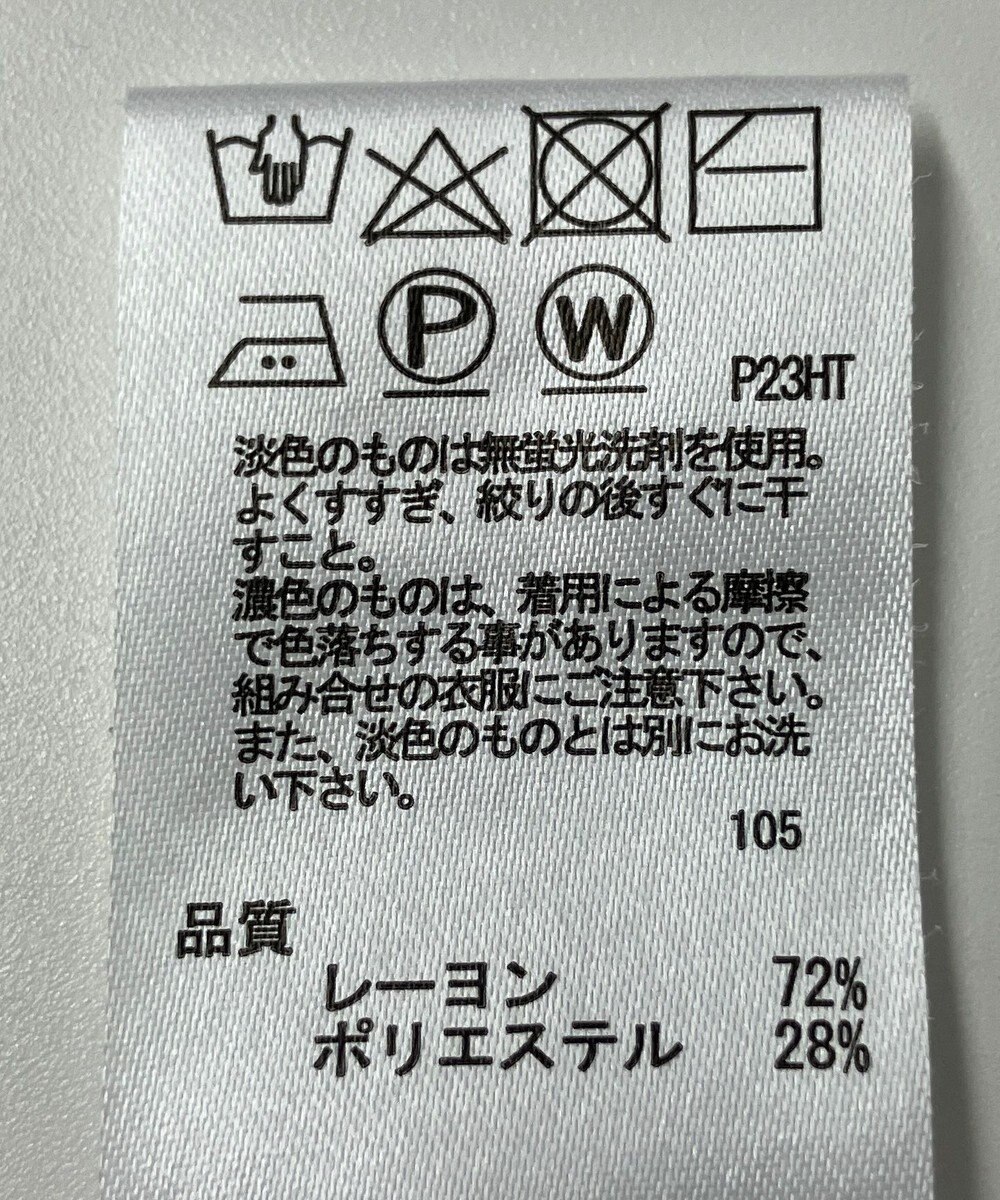 P W P23HT
淡色のものは無蛍光洗剤を使用。
よくすすぎ、絞りの後すぐに干
すこと。
濃色のものは、着用による摩擦
で色落ちする事がありますので、
組み合せの衣服にご注意下さい。
また、淡色のものとは別にお洗
い下さい。
105
品質
レーヨン 72%
ポリエステル 28%